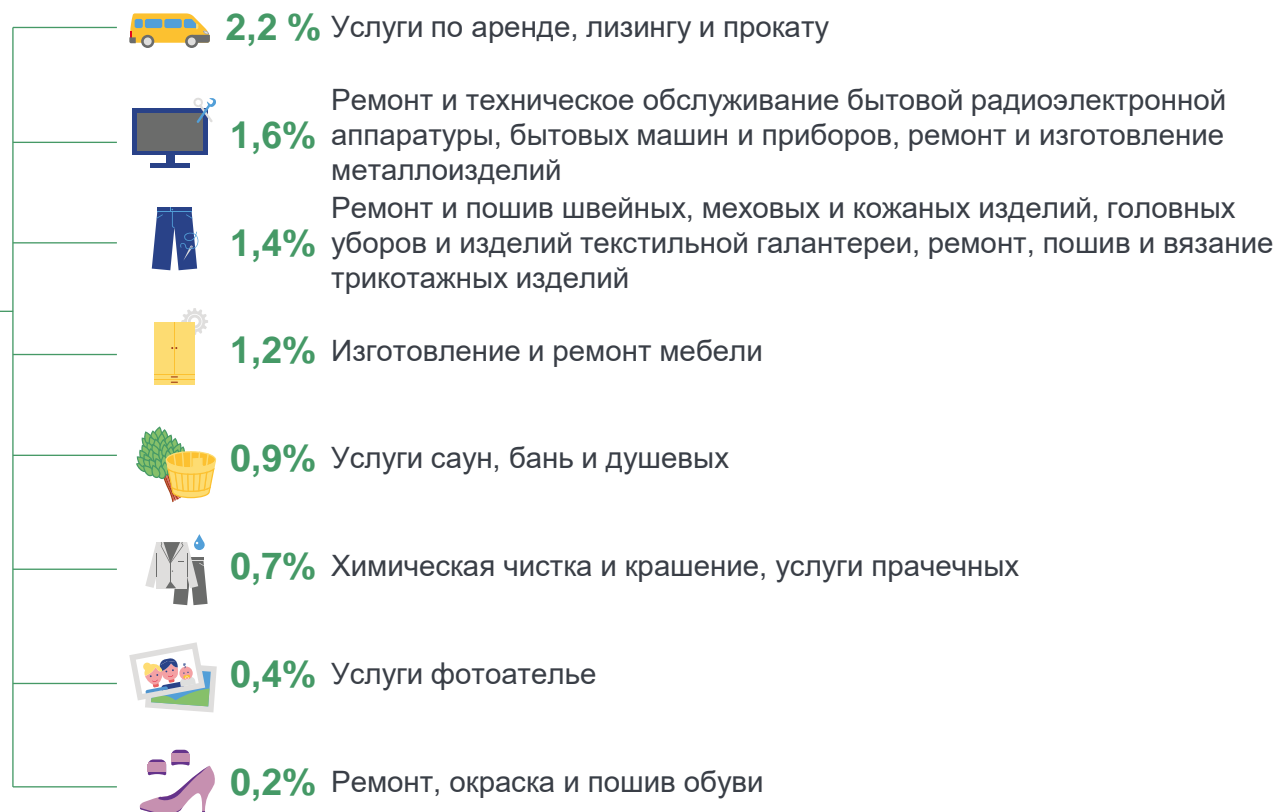 2,2 % Услуги по аренде, лизингу и прокату
Ремонт и техническое обслуживание бытовой радиоэлектронной
1,6% аппаратуры, бытовых машин и приборов, ремонт и изготовление
металлоизделий
Ремонт и пошив швейных, меховых и кожаных изделий, головных
1,4% уборов и изделий текстильной галантереи, ремонт, пошив и вязание
трикотажных изделий
1,2% Изготовление и ремонт мебели
0,9% Услуги саун, бань и душевых
0,7% Химическая чистка и крашение, услуги прачечных
0,4% Услуги фотоателье
0,2% Ремонт, окраска и пошив обуви